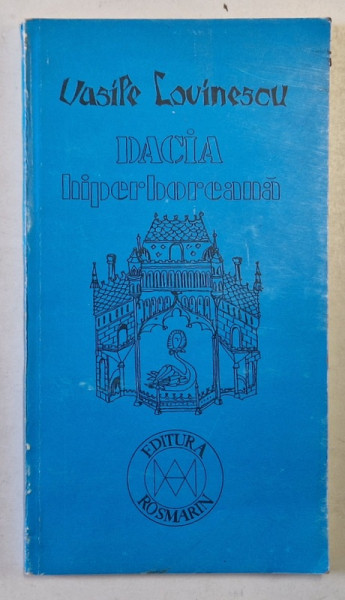 Vasile Lovinescu
DACIA
hiperboreană
EDITURA
ROSMARIN